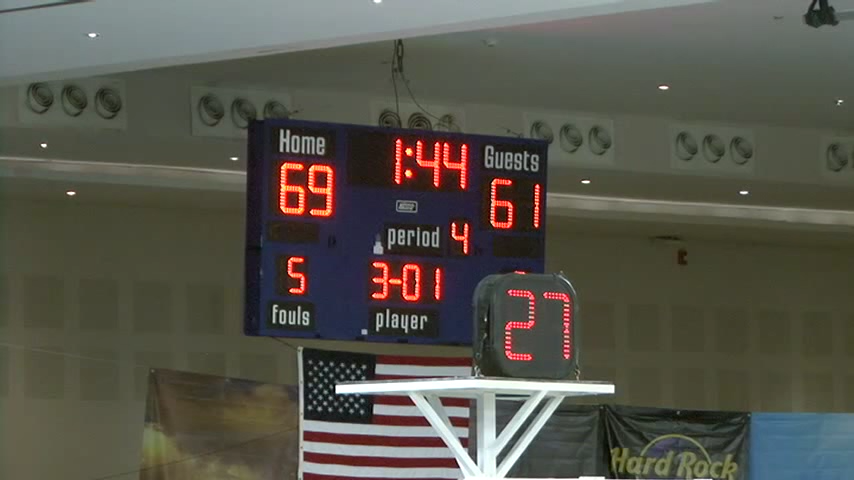 Home 1:44 Guests
69 61
period 4
5 3-01
fouls player
27
Hard Rock